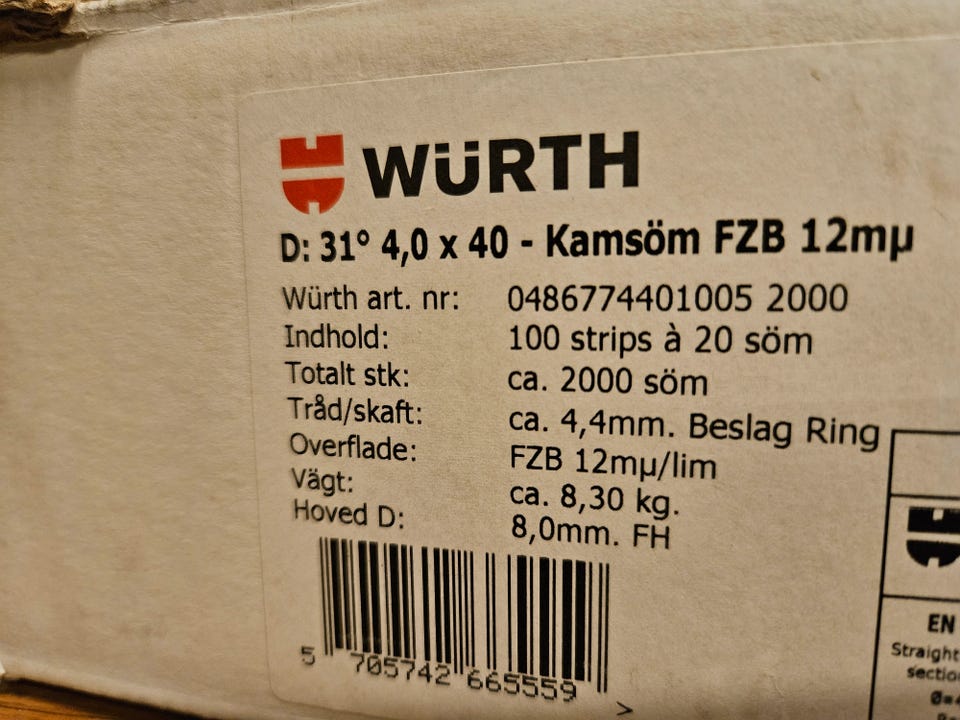 WÜRTH
D: 31° 4,0 x 40 - Kamsöm FZB 12mµ
Würth art. nr: 0486774401005 2000
Indhold: 100 strips à 20 söm
Totalt stk: ca. 2000 söm
Tråd/skaft: ca. 4,4mm. Beslag Ring
Overflade: FZB 12mµ/lim
Vägt: ca. 8,30 kg.
Hoved D: 8,0mm. FH
5 705742 665559 >
EN
Straight